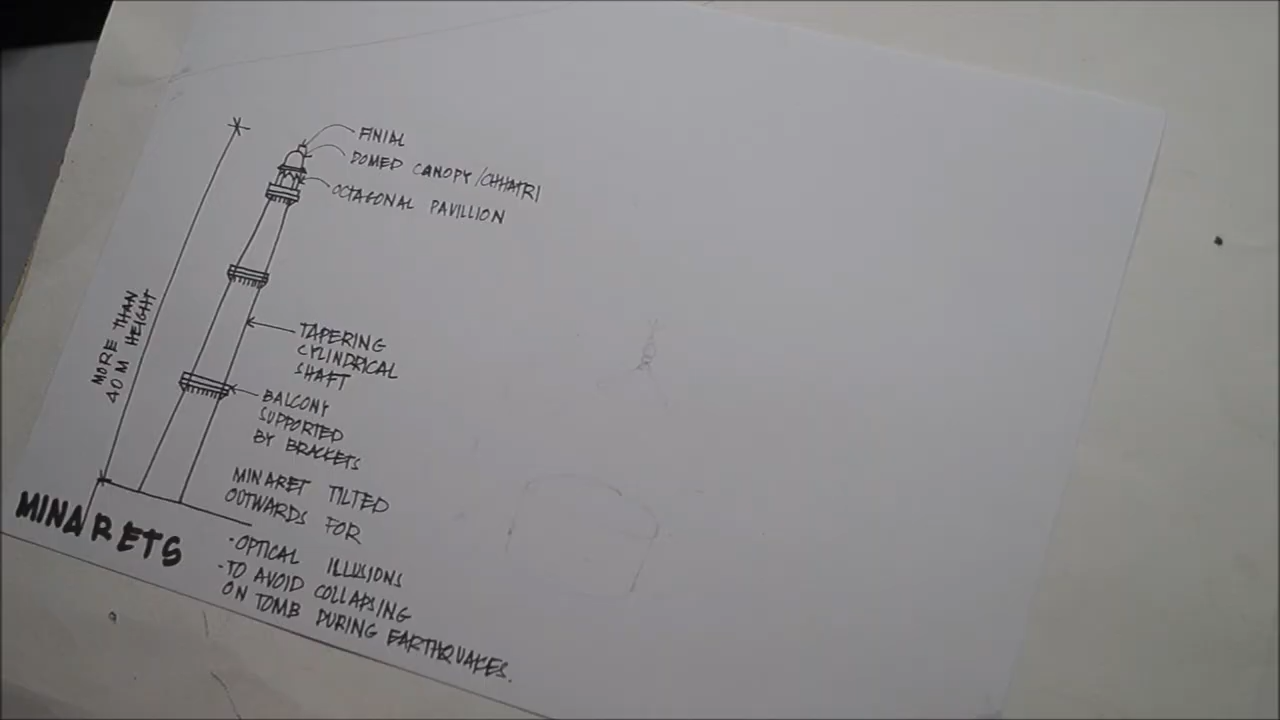 FINIAL
DOMED CANOPY/CHHATRI
OCTAGONAL PAVILLION
MORE THAN
40 M HEIGHT
TAPERING
CYLINDRICAL
SHAFT
BALCONY
SUPPORTED
BY BRACKETS
MINARET TILTED
OUTWARDS FOR
-OPTICAL ILLUSIONS
-TO AVOID COLLAPSING
ON TOMB DURING EARTHQUAKES.
MINARETS